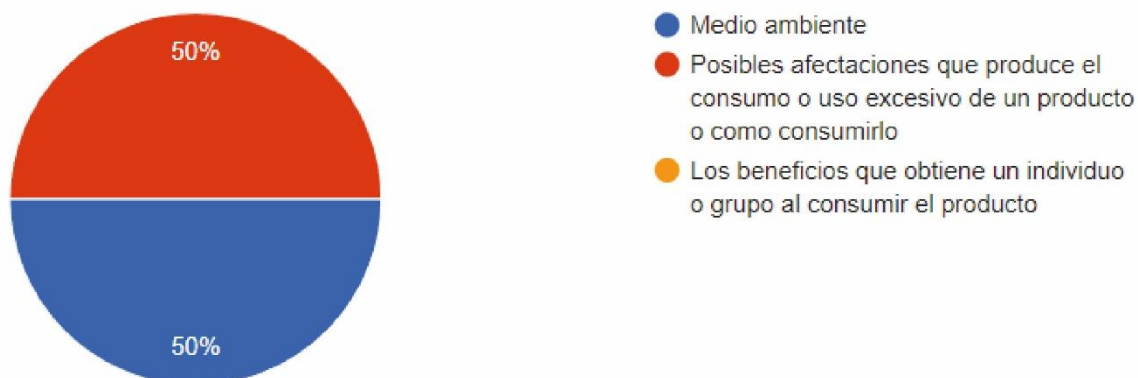 50%
50%
Medio ambiente
Posibles afectaciones que produce el
consumo o uso excesivo de un producto
o como consumirlo
Los beneficios que obtiene un individuo
o grupo al consumir el producto